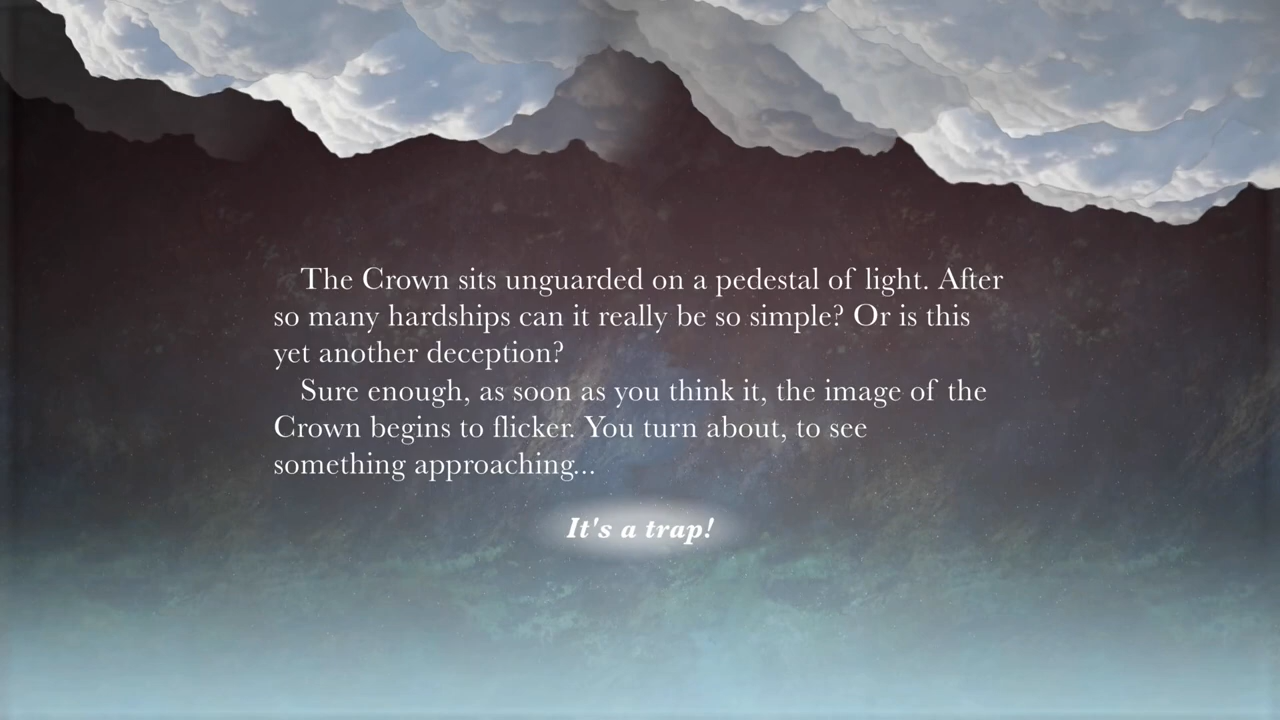 The Crown sits unguarded on a pedestal of light. After
so many hardships can it really be so simple? Or is this
yet another deception?
Sure enough, as soon as you think it, the image of the
Crown begins to flicker. You turn about, to see
something approaching...
It's a trap!